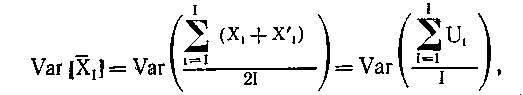 Var [X̄_I] = Var ( ∑_{i=1}^{I} (X_i + X'_i) / 2I ) = Var ( ∑_{i=1}^{I} U_i / I ),